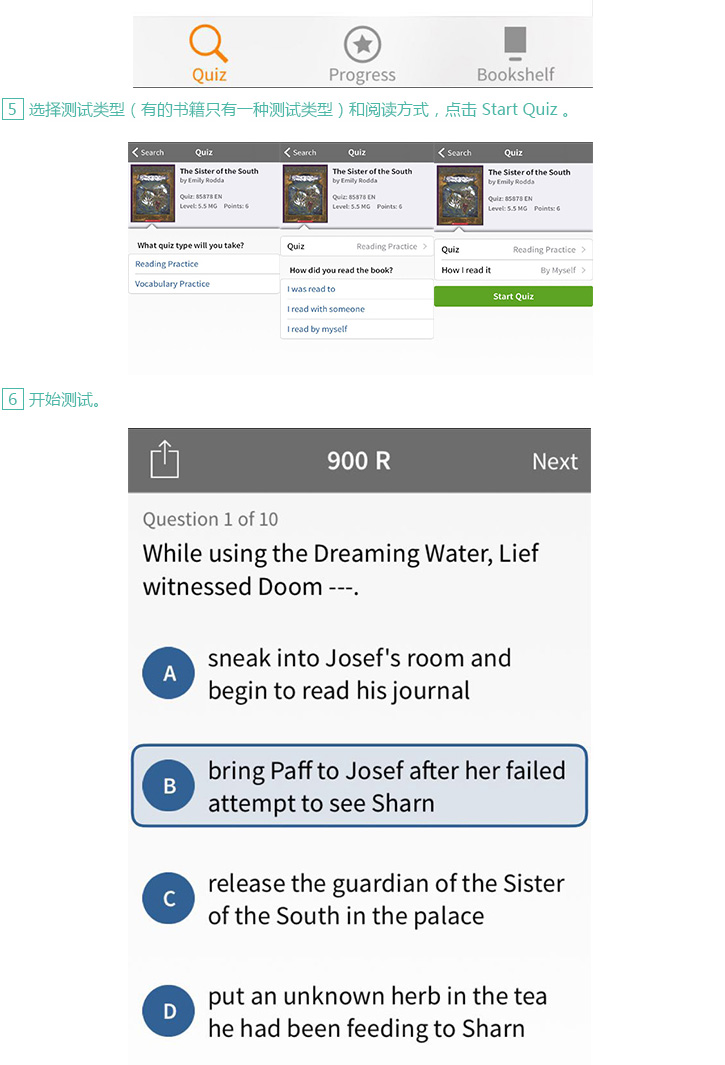 Quiz Progress Bookshelf
5 选择测试类型（有的书籍只有一种测试类型）和阅读方式，点击 Start Quiz 。
Search Quiz
The Sister of the South
by Emily Rodda
Quiz: 85878 EN
Level: 5.5 MG Points: 6
What quiz type will you take?
Reading Practice
Vocabulary Practice
Search Quiz
The Sister of the South
by Emily Rodda
Quiz: 85878 EN
Level: 5.5 MG Points: 6
Quiz Reading Practice
How did you read the book?
I was read to
I read with someone
I read by myself
Search Quiz
The Sister of the South
by Emily Rodda
Quiz: 85878 EN
Level: 5.5 MG Points: 6
Quiz Reading Practice
How I read it By Myself
Start Quiz
6 开始测试。
900 R Next
Question 1 of 10
While using the Dreaming Water, Lief
witnessed Doom ---.
A sneak into Josef's room and
begin to read his journal
B bring Paff to Josef after her failed
attempt to see Sharn
C release the guardian of the Sister
of the South in the palace
D put an unknown herb in the tea
he had been feeding to Sharn